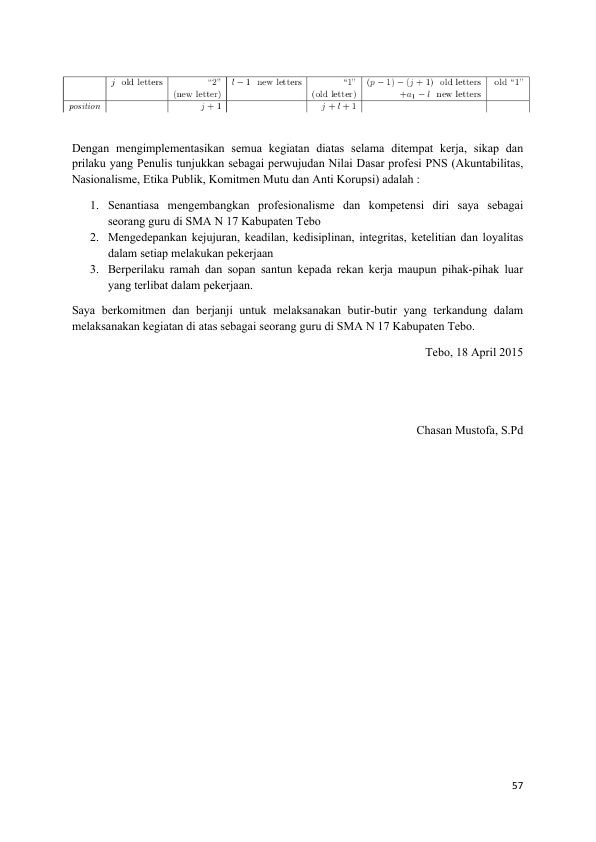 j old letters “2” l − 1 new letters “1” (p − 1) − (j + 1) old letters old “1”
(new letter) (old letter) +a₁ − l new letters
position j + 1 j + l + 1
Dengan mengimplementasikan semua kegiatan diatas selama ditempat kerja, sikap dan
prilaku yang Penulis tunjukkan sebagai perwujudan Nilai Dasar profesi PNS (Akuntabilitas,
Nasionalisme, Etika Publik, Komitmen Mutu dan Anti Korupsi) adalah :
1. Senantiasa mengembangkan profesionalisme dan kompetensi diri saya sebagai
seorang guru di SMA N 17 Kabupaten Tebo
2. Mengedepankan kejujuran, keadilan, kedisiplinan, integritas, ketelitian dan loyalitas
dalam setiap melakukan pekerjaan
3. Berperilaku ramah dan sopan santun kepada rekan kerja maupun pihak-pihak luar
yang terlibat dalam pekerjaan.
Saya berkomitmen dan berjanji untuk melaksanakan butir-butir yang terkandung dalam
melaksanakan kegiatan di atas sebagai seorang guru di SMA N 17 Kabupaten Tebo.
Tebo, 18 April 2015
Chasan Mustofa, S.Pd
57